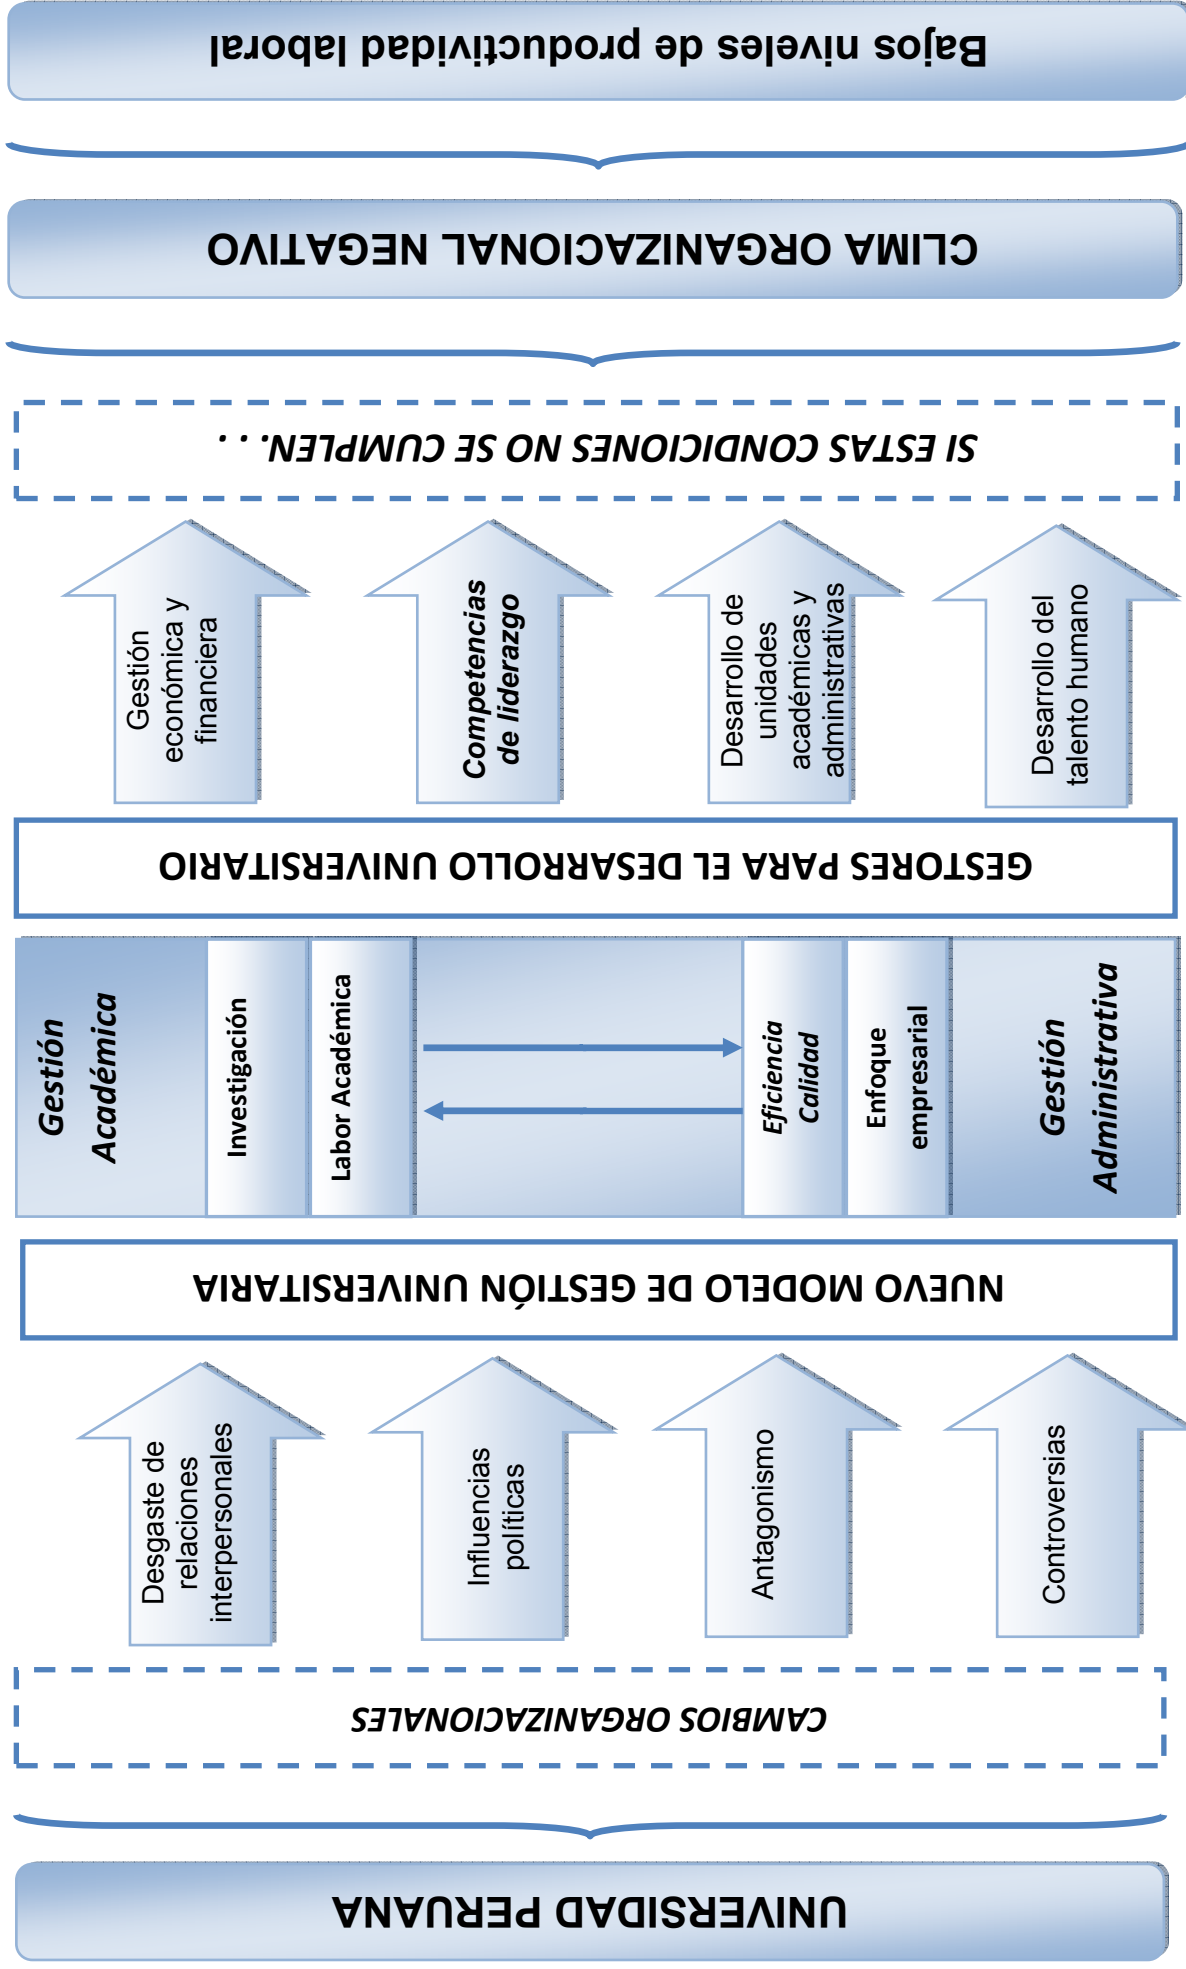 UNIVERSIDAD PERUANA
CAMBIOS ORGANIZACIONALES
Desgaste de
relaciones
interpersonales
Influencias
políticas
Antagonismo
Controversias
NUEVO MODELO DE GESTIÓN UNIVERSITARIA
Gestión
Académica
Investigación
Labor Académica
Eficiencia
Calidad
Enfoque
empresarial
Gestión
Administrativa
GESTORES PARA EL DESARROLLO UNIVERSITARIO
Gestión
económica y
financiera
Competencias
de liderazgo
Desarrollo de
unidades
académicas y
administrativas
Desarrollo del
talento humano
SI ESTAS CONDICIONES NO SE CUMPLEN. . . .
CLIMA ORGANIZACIONAL NEGATIVO
Bajos niveles de productividad laboral